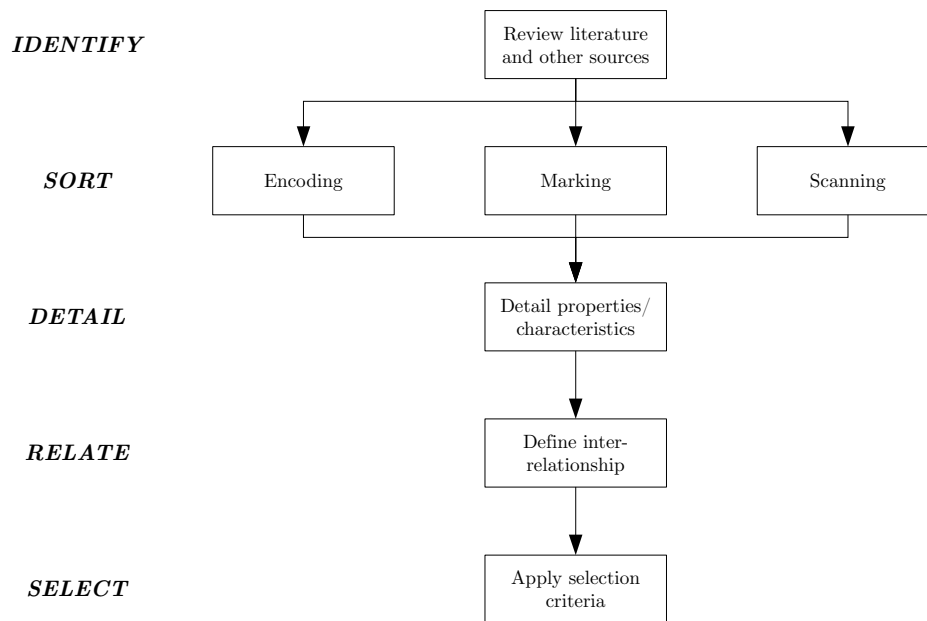 IDENTIFY
Review literature
and other sources
SORT
Encoding
Marking
Scanning
DETAIL
Detail properties/
characteristics
RELATE
Define inter-
relationship
SELECT
Apply selection
criteria